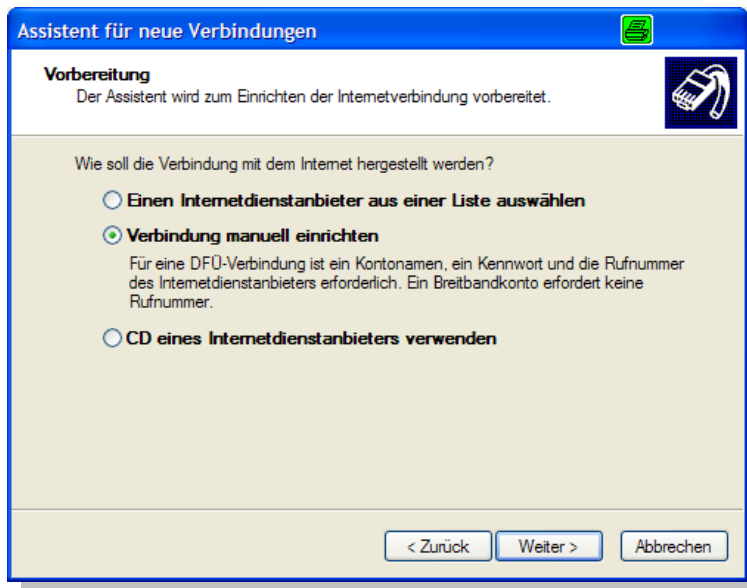 Assistent für neue Verbindungen
Vorbereitung
Der Assistent wird zum Einrichten der Internetverbindung vorbereitet.
Wie soll die Verbindung mit dem Internet hergestellt werden?
Einen Internetdienstanbieter aus einer Liste auswählen
Verbindung manuell einrichten
Für eine DFÜ-Verbindung ist ein Kontonamen, ein Kennwort und die Rufnummer
des Internetdienstanbieters erforderlich. Ein Breitbandkonto erfordert keine
Rufnummer.
CD eines Internetdienstanbieters verwenden
< Zurück Weiter > Abbrechen